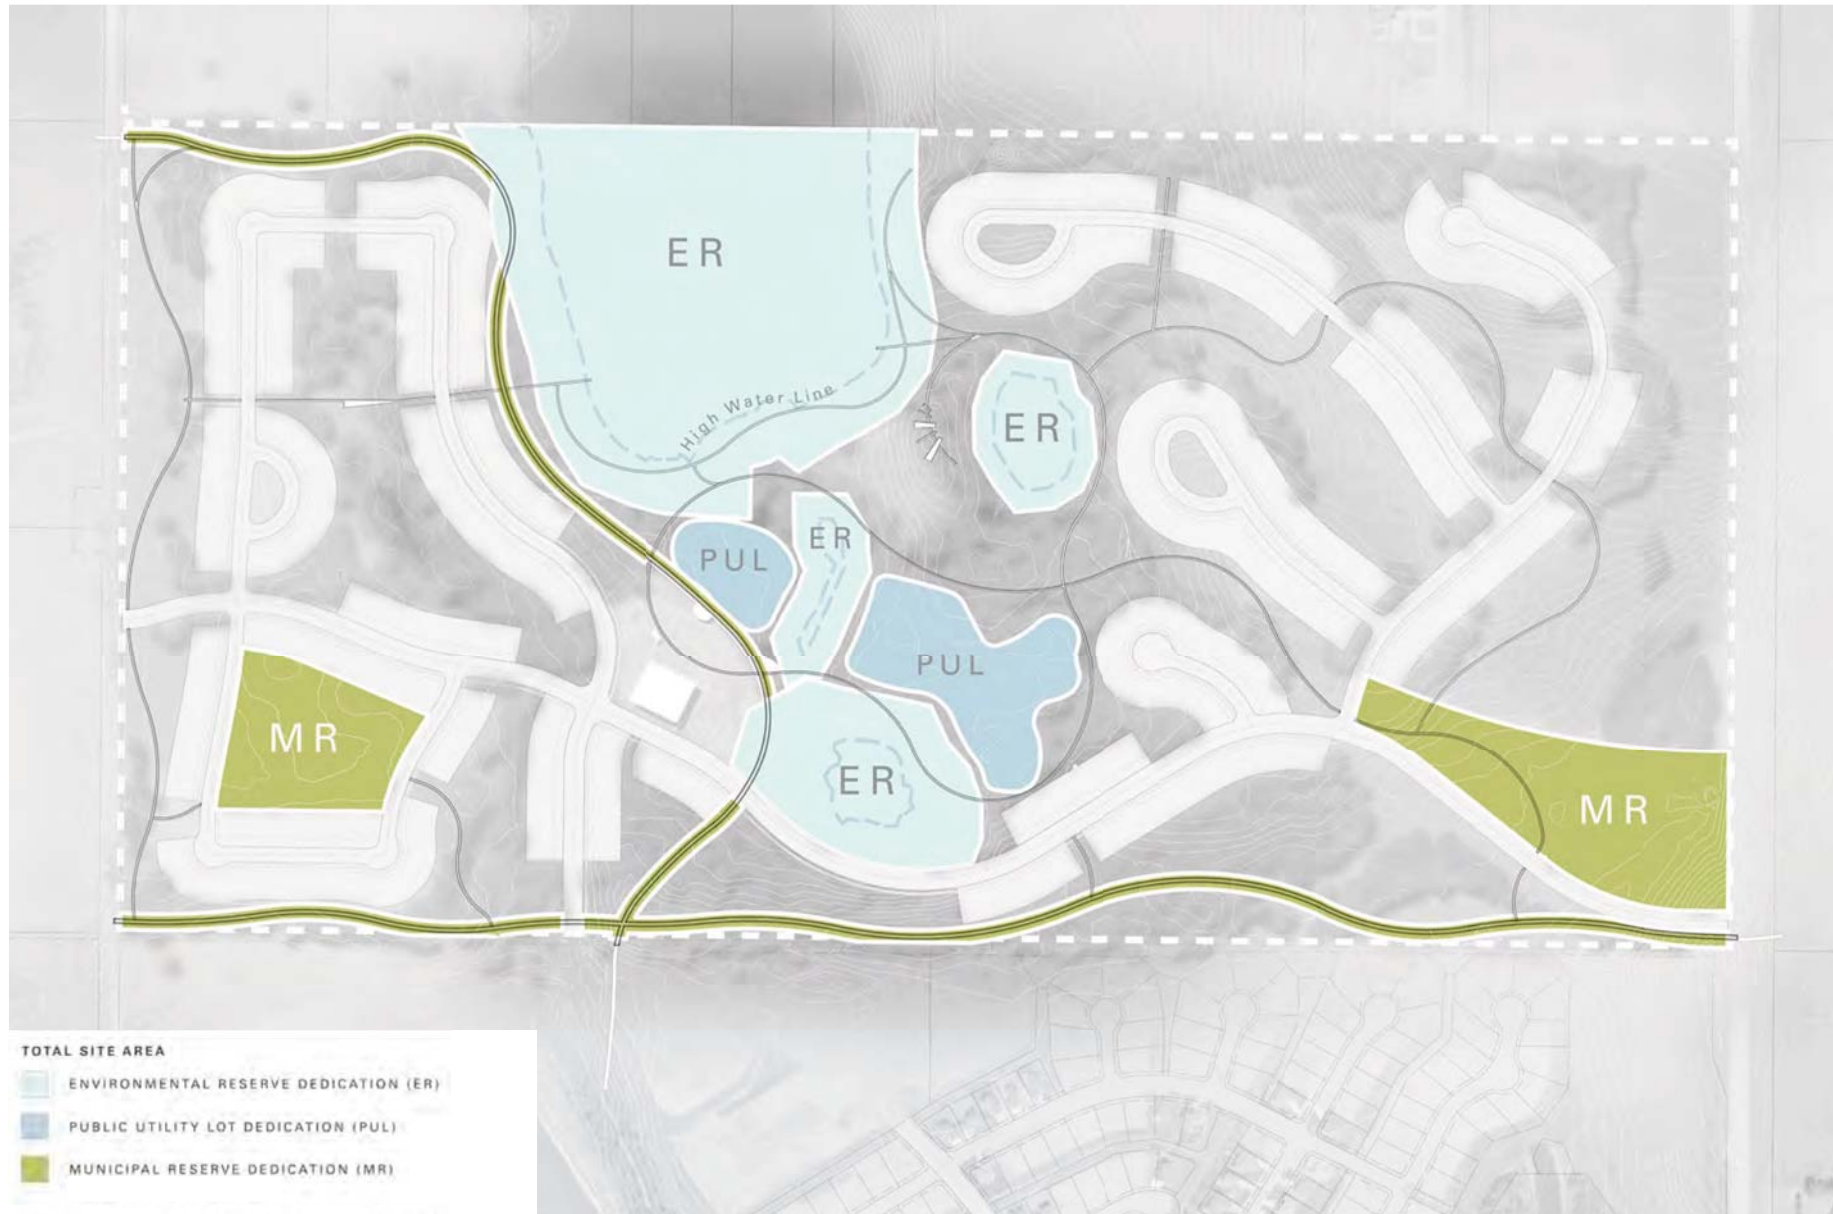 ER
High Water Line
ER
ER
PUL
PUL
MR
ER
MR
TOTAL SITE AREA
ENVIRONMENTAL RESERVE DEDICATION (ER)
PUBLIC UTILITY LOT DEDICATION (PUL)
MUNICIPAL RESERVE DEDICATION (MR)